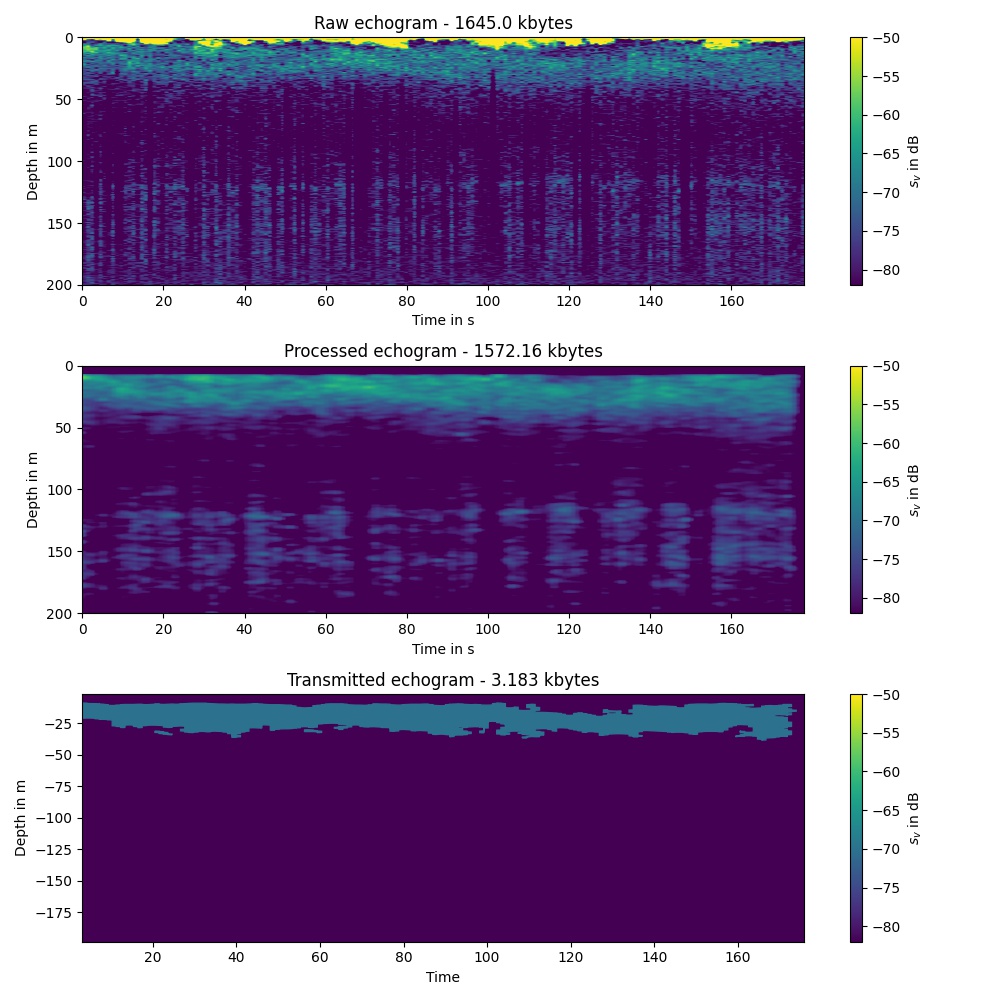 Raw echogram - 1645.0 kbytes
0
50
100
150
200
Depth in m
0 20 40 60 80 100 120 140 160
Time in s
−50
−55
−60
−65
−70
−75
−80
s_v in dB
Processed echogram - 1572.16 kbytes
0
50
100
150
200
Depth in m
0 20 40 60 80 100 120 140 160
Time in s
−50
−55
−60
−65
−70
−75
−80
s_v in dB
Transmitted echogram - 3.183 kbytes
−25
−50
−75
−100
−125
−150
−175
Depth in m
20 40 60 80 100 120 140 160
Time
−50
−55
−60
−65
−70
−75
−80
s_v in dB